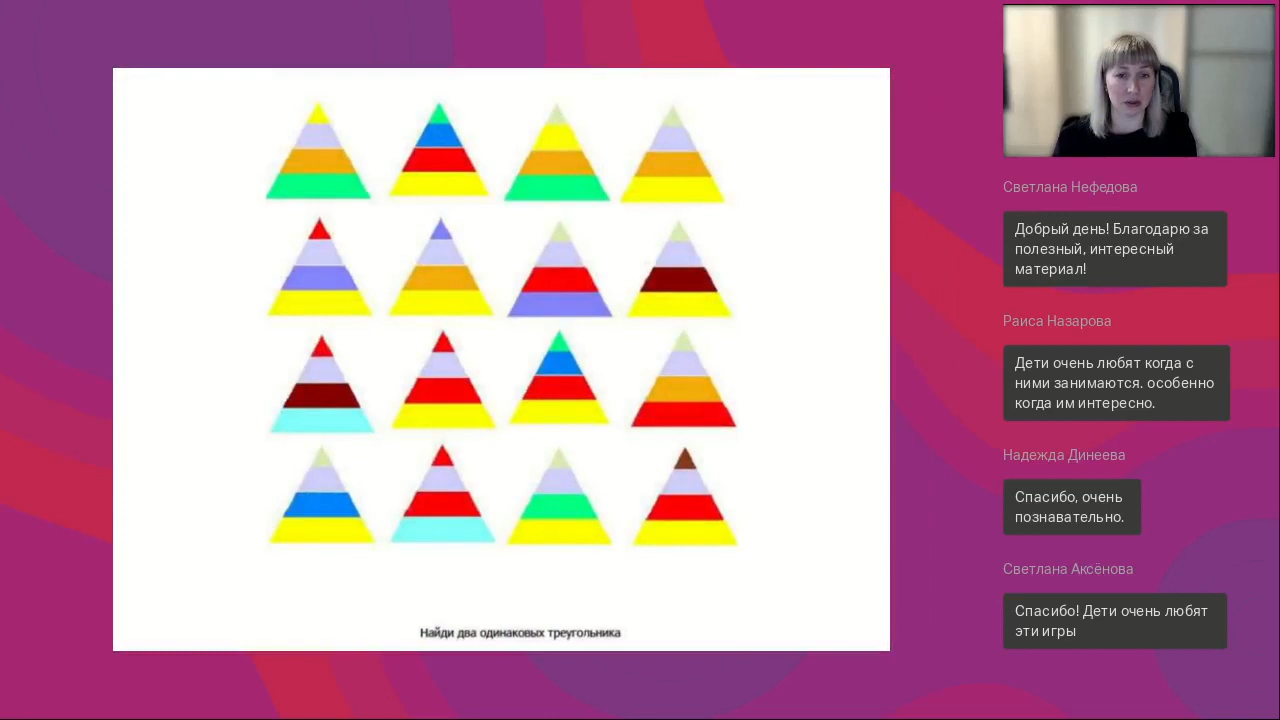 Найди два одинаковых треугольника
Светлана Нефедова
Добрый день! Благодарю за
полезный, интересный
материал!
Раиса Назарова
Дети очень любят когда с
ними занимаются. особенно
когда им интересно.
Надежда Динеева
Спасибо, очень
познавательно.
Светлана Аксёнова
Спасибо! Дети очень любят
эти игры